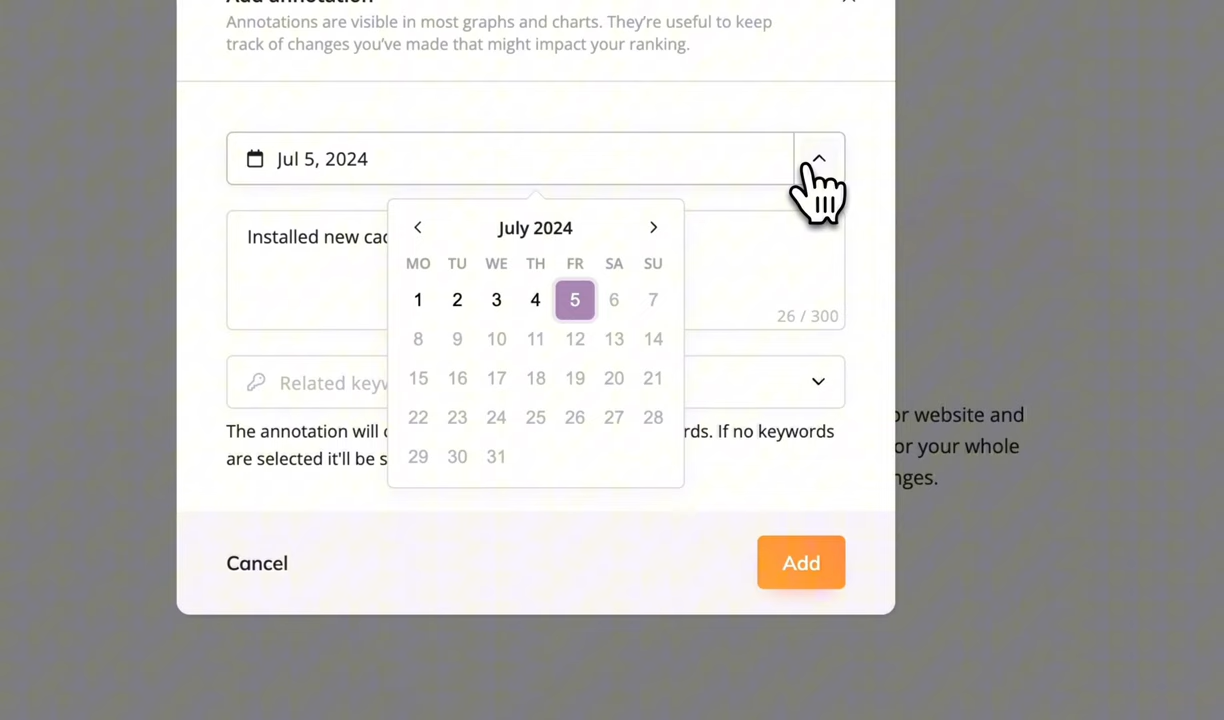 Add annotation
Annotations are visible in most graphs and charts. They're useful to keep
track of changes you've made that might impact your ranking.
Jul 5, 2024
Installed new
26 / 300
July 2024
MO TU WE TH FR SA SU
1 2 3 4 5 6 7
8 9 10 11 12 13 14
15 16 17 18 19 20 21
22 23 24 25 26 27 28
29 30 31
Related
The annotation will
If no keywords
are selected it'll be
website and
your whole
Cancel
Add